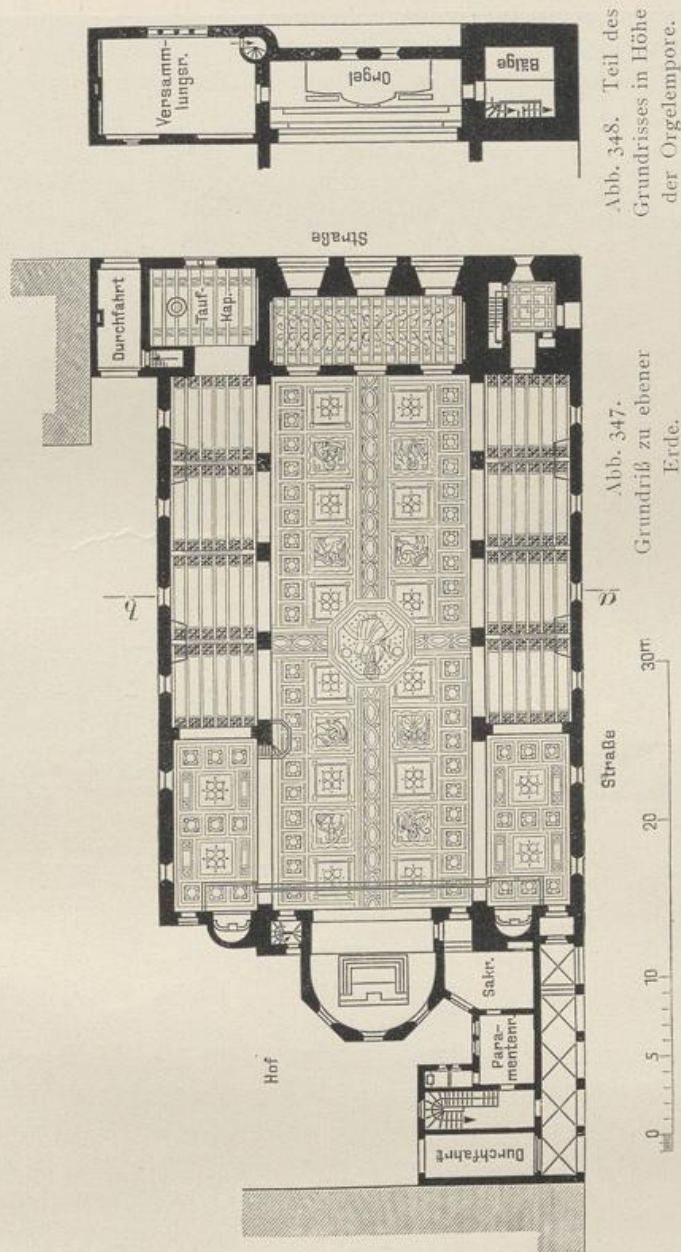 Versamm-
lungsr.
Orgel
Bälge
Abb. 348. Teil des
Grundrisses in Höhe
der Orgelempore.
Straße
Durchfahrt
Tauf-
Kap.
b
a
Abb. 347.
Grundriß zu ebener
Erde.
Straße
Hof
Sakr.
Para-
mentenr.
Durchfahrt
0 5 10 20 30m